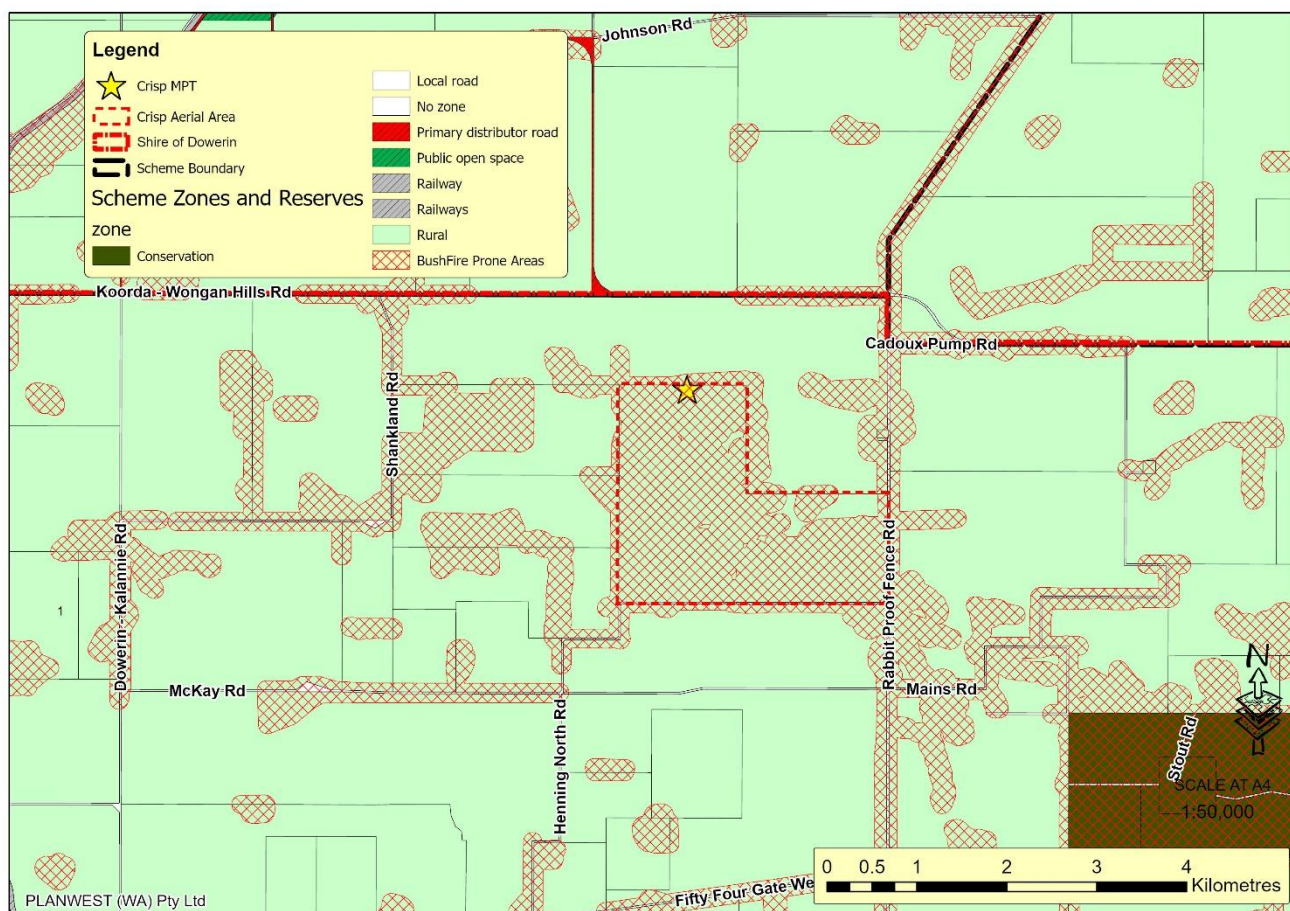 Johnson Rd
Legend
Crisp MPT
Crisp Aerial Area
Shire of Dowerin
Scheme Boundary
Scheme Zones and Reserves
zone
Conservation
Local road
No zone
Primary distributor road
Public open space
Railway
Railways
Rural
BushFire Prone Areas
Koorda - Wongan Hills Rd
Cadoux Pump Rd
Shankland Rd
Dowerin - Kalannie Rd
Rabbit Proof Fence Rd
1
McKay Rd
Mains Rd
Henning North Rd
N
Stout Rd
SCALE AT A4
1:50,000
0 0.5 1 2 3 4
Kilometres
Fifty Four Gate We
PLANWEST (WA) Pty Ltd